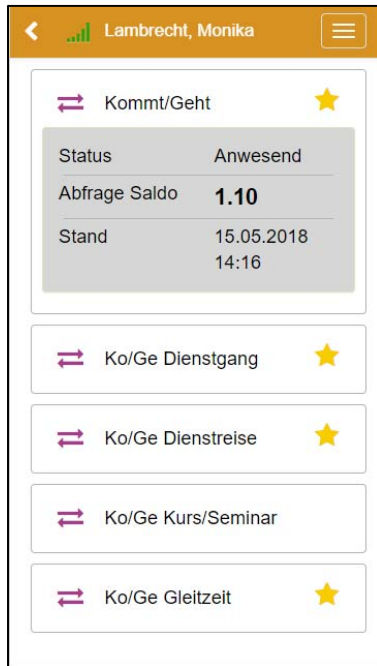 Lambrecht, Monika
Kommt/Geht
Status Anwesend
Abfrage Saldo 1.10
Stand 15.05.2018
14:16
Ko/Ge Dienstgang
Ko/Ge Dienstreise
Ko/Ge Kurs/Seminar
Ko/Ge Gleitzeit